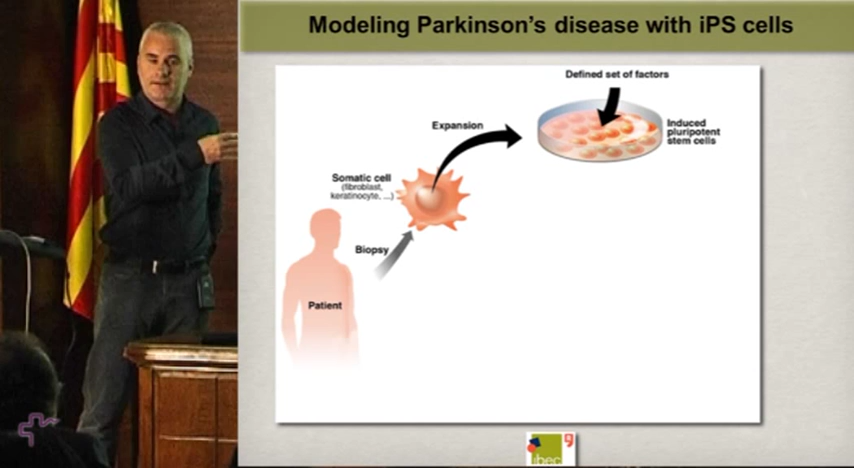 Modeling Parkinson's disease with iPS cells
Defined set of factors
Expansion
Induced
pluripotent
stem cells
Somatic cell
(fibroblast,
keratinocyte, ...)
Biopsy
Patient
ibec